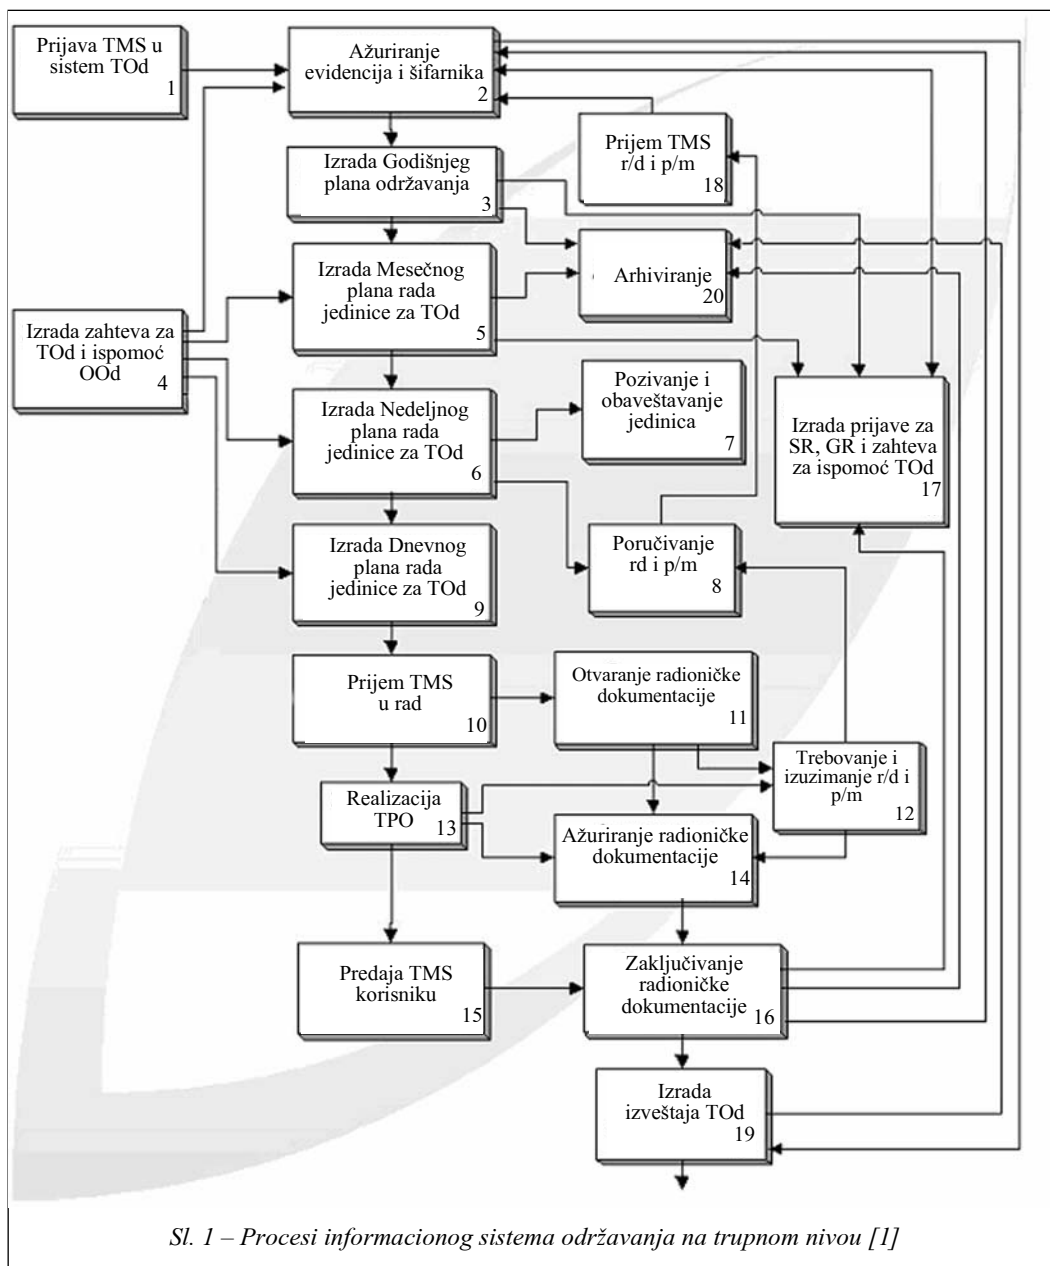 Prijava TMS u
sistem TOd
1
Ažuriranje
evidencija i šifarnika
2
Prijem TMS
r/d i p/m
18
Izrada Godišnjeg
plana održavanja
3
Arhiviranje
20
Izrada Mesečnog
plana rada
jedinice za TOd
5
Izrada zahteva za
TOd i ispomoć
OOd
4
Pozivanje i
obaveštavanje
jedinica
7
Izrada prijave za
SR, GR i zahteva
za ispomoć TOd
17
Izrada Nedeljnog
plana rada
jedinice za TOd
6
Poručivanje
rd i p/m
8
Izrada Dnevnog
plana rada
jedinice za TOd
9
Prijem TMS
u rad
10
Otvaranje radioničke
dokumentacije
11
Trebovanje i
izuzimanje r/d i
p/m
12
Realizacija
TPO
13
Ažuriranje radioničke
dokumentacije
14
Predaja TMS
korisniku
15
Zaključivanje
radioničke
dokumentacije
16
Izrada
izveštaja TOd
19
Sl. 1 – Procesi informacionog sistema održavanja na trupnom nivou [1]